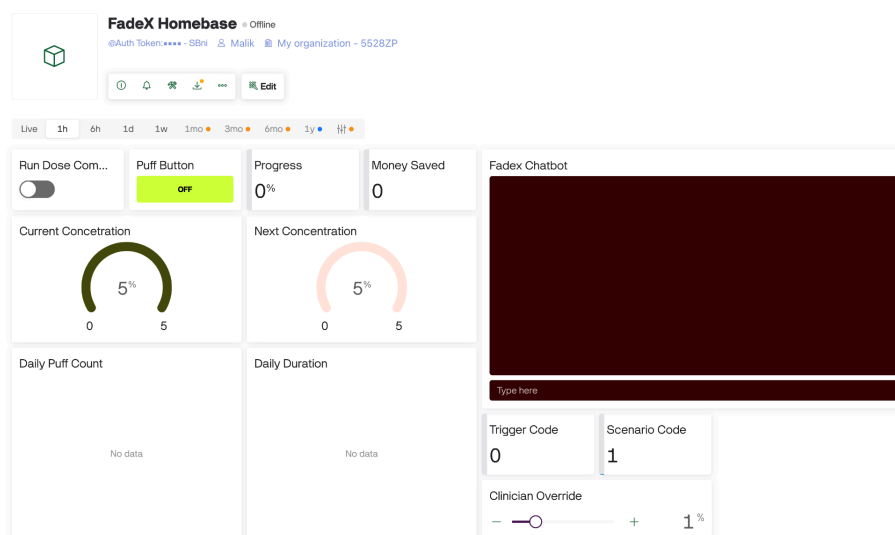 FadeX Homebase Offline
@Auth Token:▪▪▪▪ - SBni Malik My organization - 5528ZP
Edit
Live 1h 6h 1d 1w 1mo 3mo 6mo 1y
Run Dose Com...
Puff Button
OFF
Progress
0%
Money Saved
0
Fadex Chatbot
Type here
Current Concetration
5%
0 5
Next Concentration
5%
0 5
Daily Puff Count
No data
Daily Duration
No data
Trigger Code
0
Scenario Code
1
Clinician Override
− + 1%